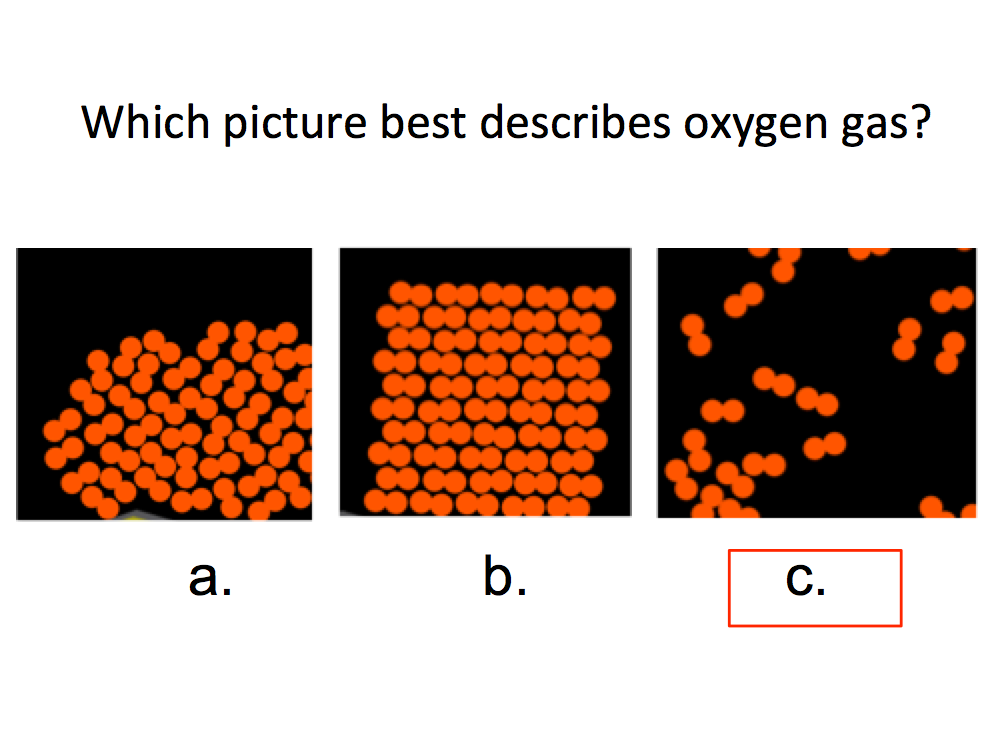 Which picture best describes oxygen gas?
a.
b.
c.